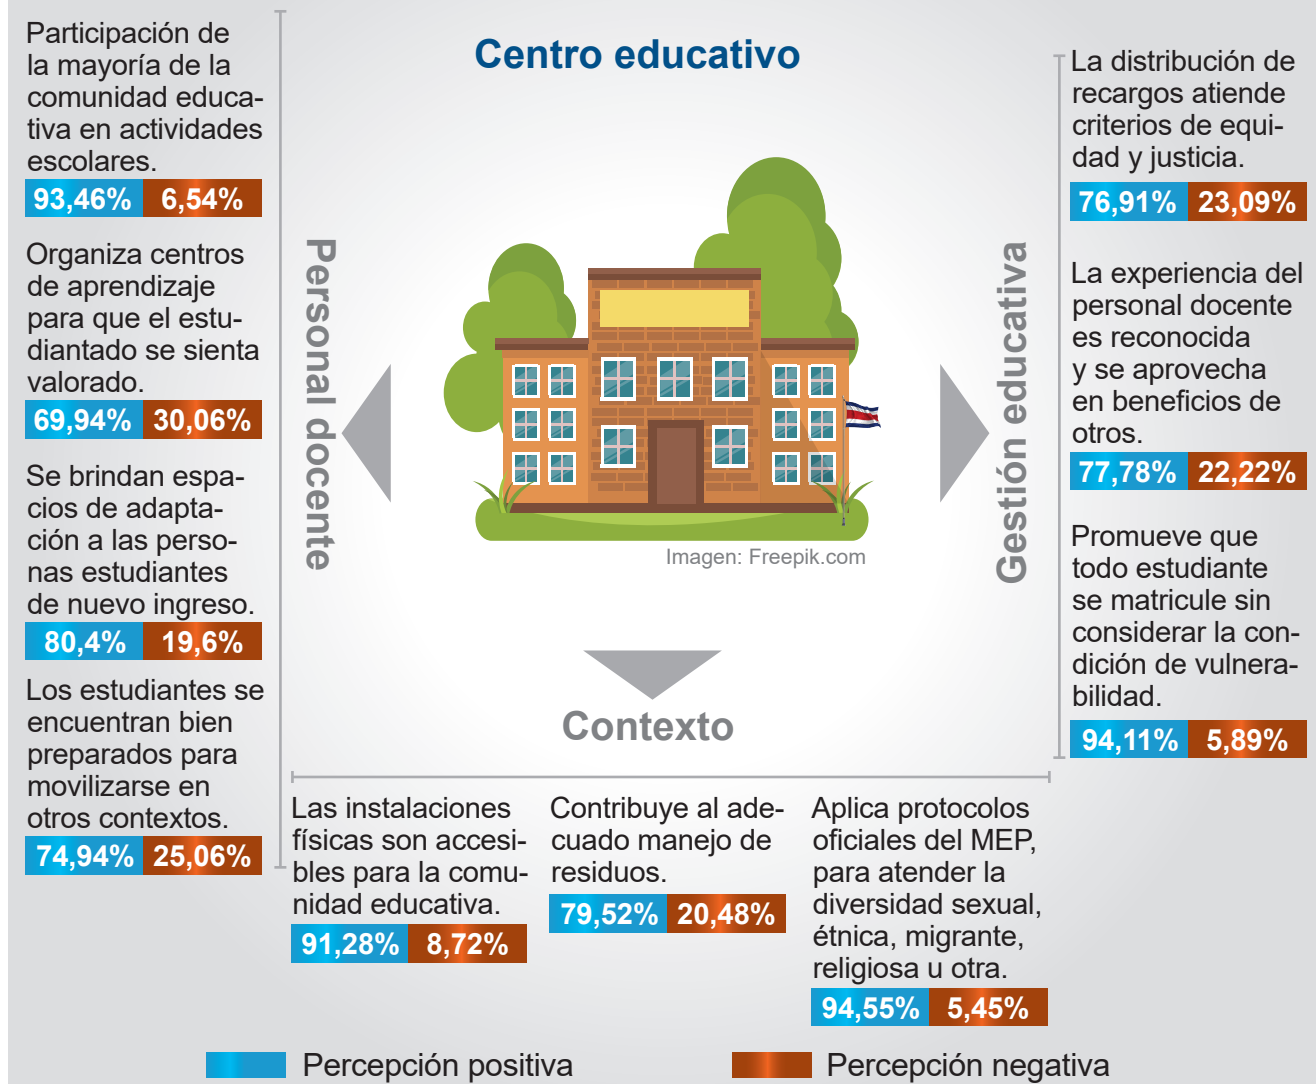 Centro educativo
Personal docente
Participación de
la mayoría de la
comunidad educa-
tiva en actividades
escolares.
93,46% 6,54%
Organiza centros
de aprendizaje
para que el estu-
diantado se sienta
valorado.
69,94% 30,06%
Se brindan espa-
cios de adapta-
ción a las perso-
nas estudiantes
de nuevo ingreso.
80,4% 19,6%
Los estudiantes se
encuentran bien
preparados para
movilizarse en
otros contextos.
74,94% 25,06%
Imagen: Freepik.com
Gestión educativa
La distribución de
recargos atiende
criterios de equi-
dad y justicia.
76,91% 23,09%
La experiencia del
personal docente
es reconocida
y se aprovecha
en beneficios de
otros.
77,78% 22,22%
Promueve que
todo estudiante
se matricule sin
considerar la con-
dición de vulnera-
bilidad.
94,11% 5,89%
Contexto
Las instalaciones
físicas son accesi-
bles para la comu-
nidad educativa.
91,28% 8,72%
Contribuye al ade-
cuado manejo de
residuos.
79,52% 20,48%
Aplica protocolos
oficiales del MEP,
para atender la
diversidad sexual,
étnica, migrante,
religiosa u otra.
94,55% 5,45%
Percepción positiva
Percepción negativa